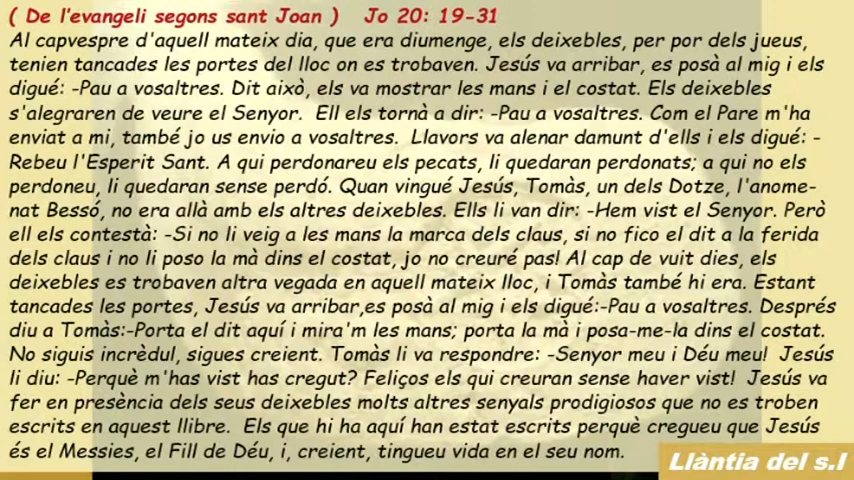 ( De l'evangeli segons sant Joan )   Jo 20: 19-31
Al capvespre d'aquell mateix dia, que era diumenge, els deixebles, per por dels jueus,
tenien tancades les portes del lloc on es trobaven. Jesús va arribar, es posà al mig i els
digué: -Pau a vosaltres. Dit això, els va mostrar les mans i el costat. Els deixebles
s'alegraren de veure el Senyor.  Ell els tornà a dir: -Pau a vosaltres. Com el Pare m'ha
enviat a mi, també jo us envio a vosaltres.  Llavors va alenar damunt d'ells i els digué: -
Rebeu l'Esperit Sant. A qui perdonareu els pecats, li quedaran perdonats; a qui no els
perdoneu, li quedaran sense perdó. Quan vingué Jesús, Tomàs, un dels Dotze, l'anome-
nat Bessó, no era allà amb els altres deixebles. Ells li van dir: -Hem vist el Senyor. Però
ell els contestà: -Si no li veig a les mans la marca dels claus, si no fico el dit a la ferida
dels claus i no li poso la mà dins el costat, jo no creuré pas! Al cap de vuit dies, els
deixebles es trobaven altra vegada en aquell mateix lloc, i Tomàs també hi era. Estant
tancades les portes, Jesús va arribar,es posà al mig i els digué:-Pau a vosaltres. Després
diu a Tomàs:-Porta el dit aquí i mira'm les mans; porta la mà i posa-me-la dins el costat.
No siguis incrèdul, sigues creient. Tomàs li va respondre: -Senyor meu i Déu meu!  Jesús
li diu: -Perquè m'has vist has cregut? Feliços els qui creuran sense haver vist!  Jesús va
fer en presència dels seus deixebles molts altres senyals prodigiosos que no es troben
escrits en aquest llibre.  Els que hi ha aquí han estat escrits perquè cregueu que Jesús
és el Messies, el Fill de Déu, i, creient, tingueu vida en el seu nom.
Llàntia del s.I